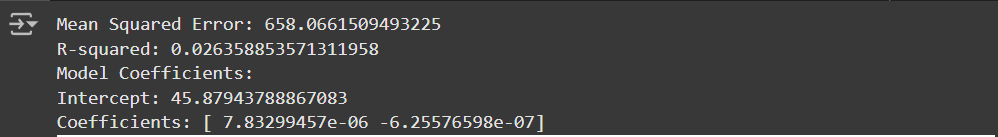 Mean Squared Error: 658.0661509493225
R-squared: 0.026358853571311958
Model Coefficients:
Intercept: 45.87943788867083
Coefficients: [ 7.83299457e-06 -6.25576598e-07]